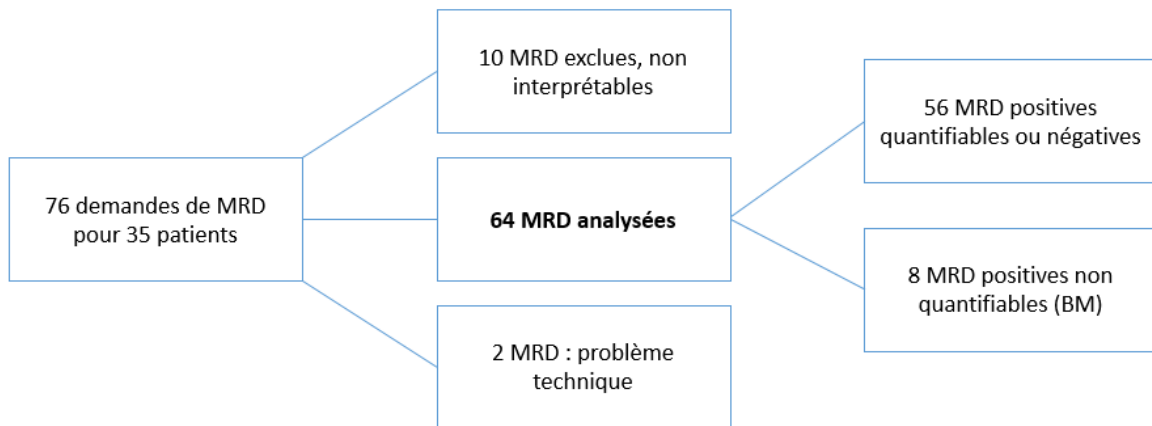 76 demandes de MRD
pour 35 patients
10 MRD exclues, non
interprétables
64 MRD analysées
2 MRD : problème
technique
56 MRD positives
quantifiables ou négatives
8 MRD positives non
quantifiables (BM)